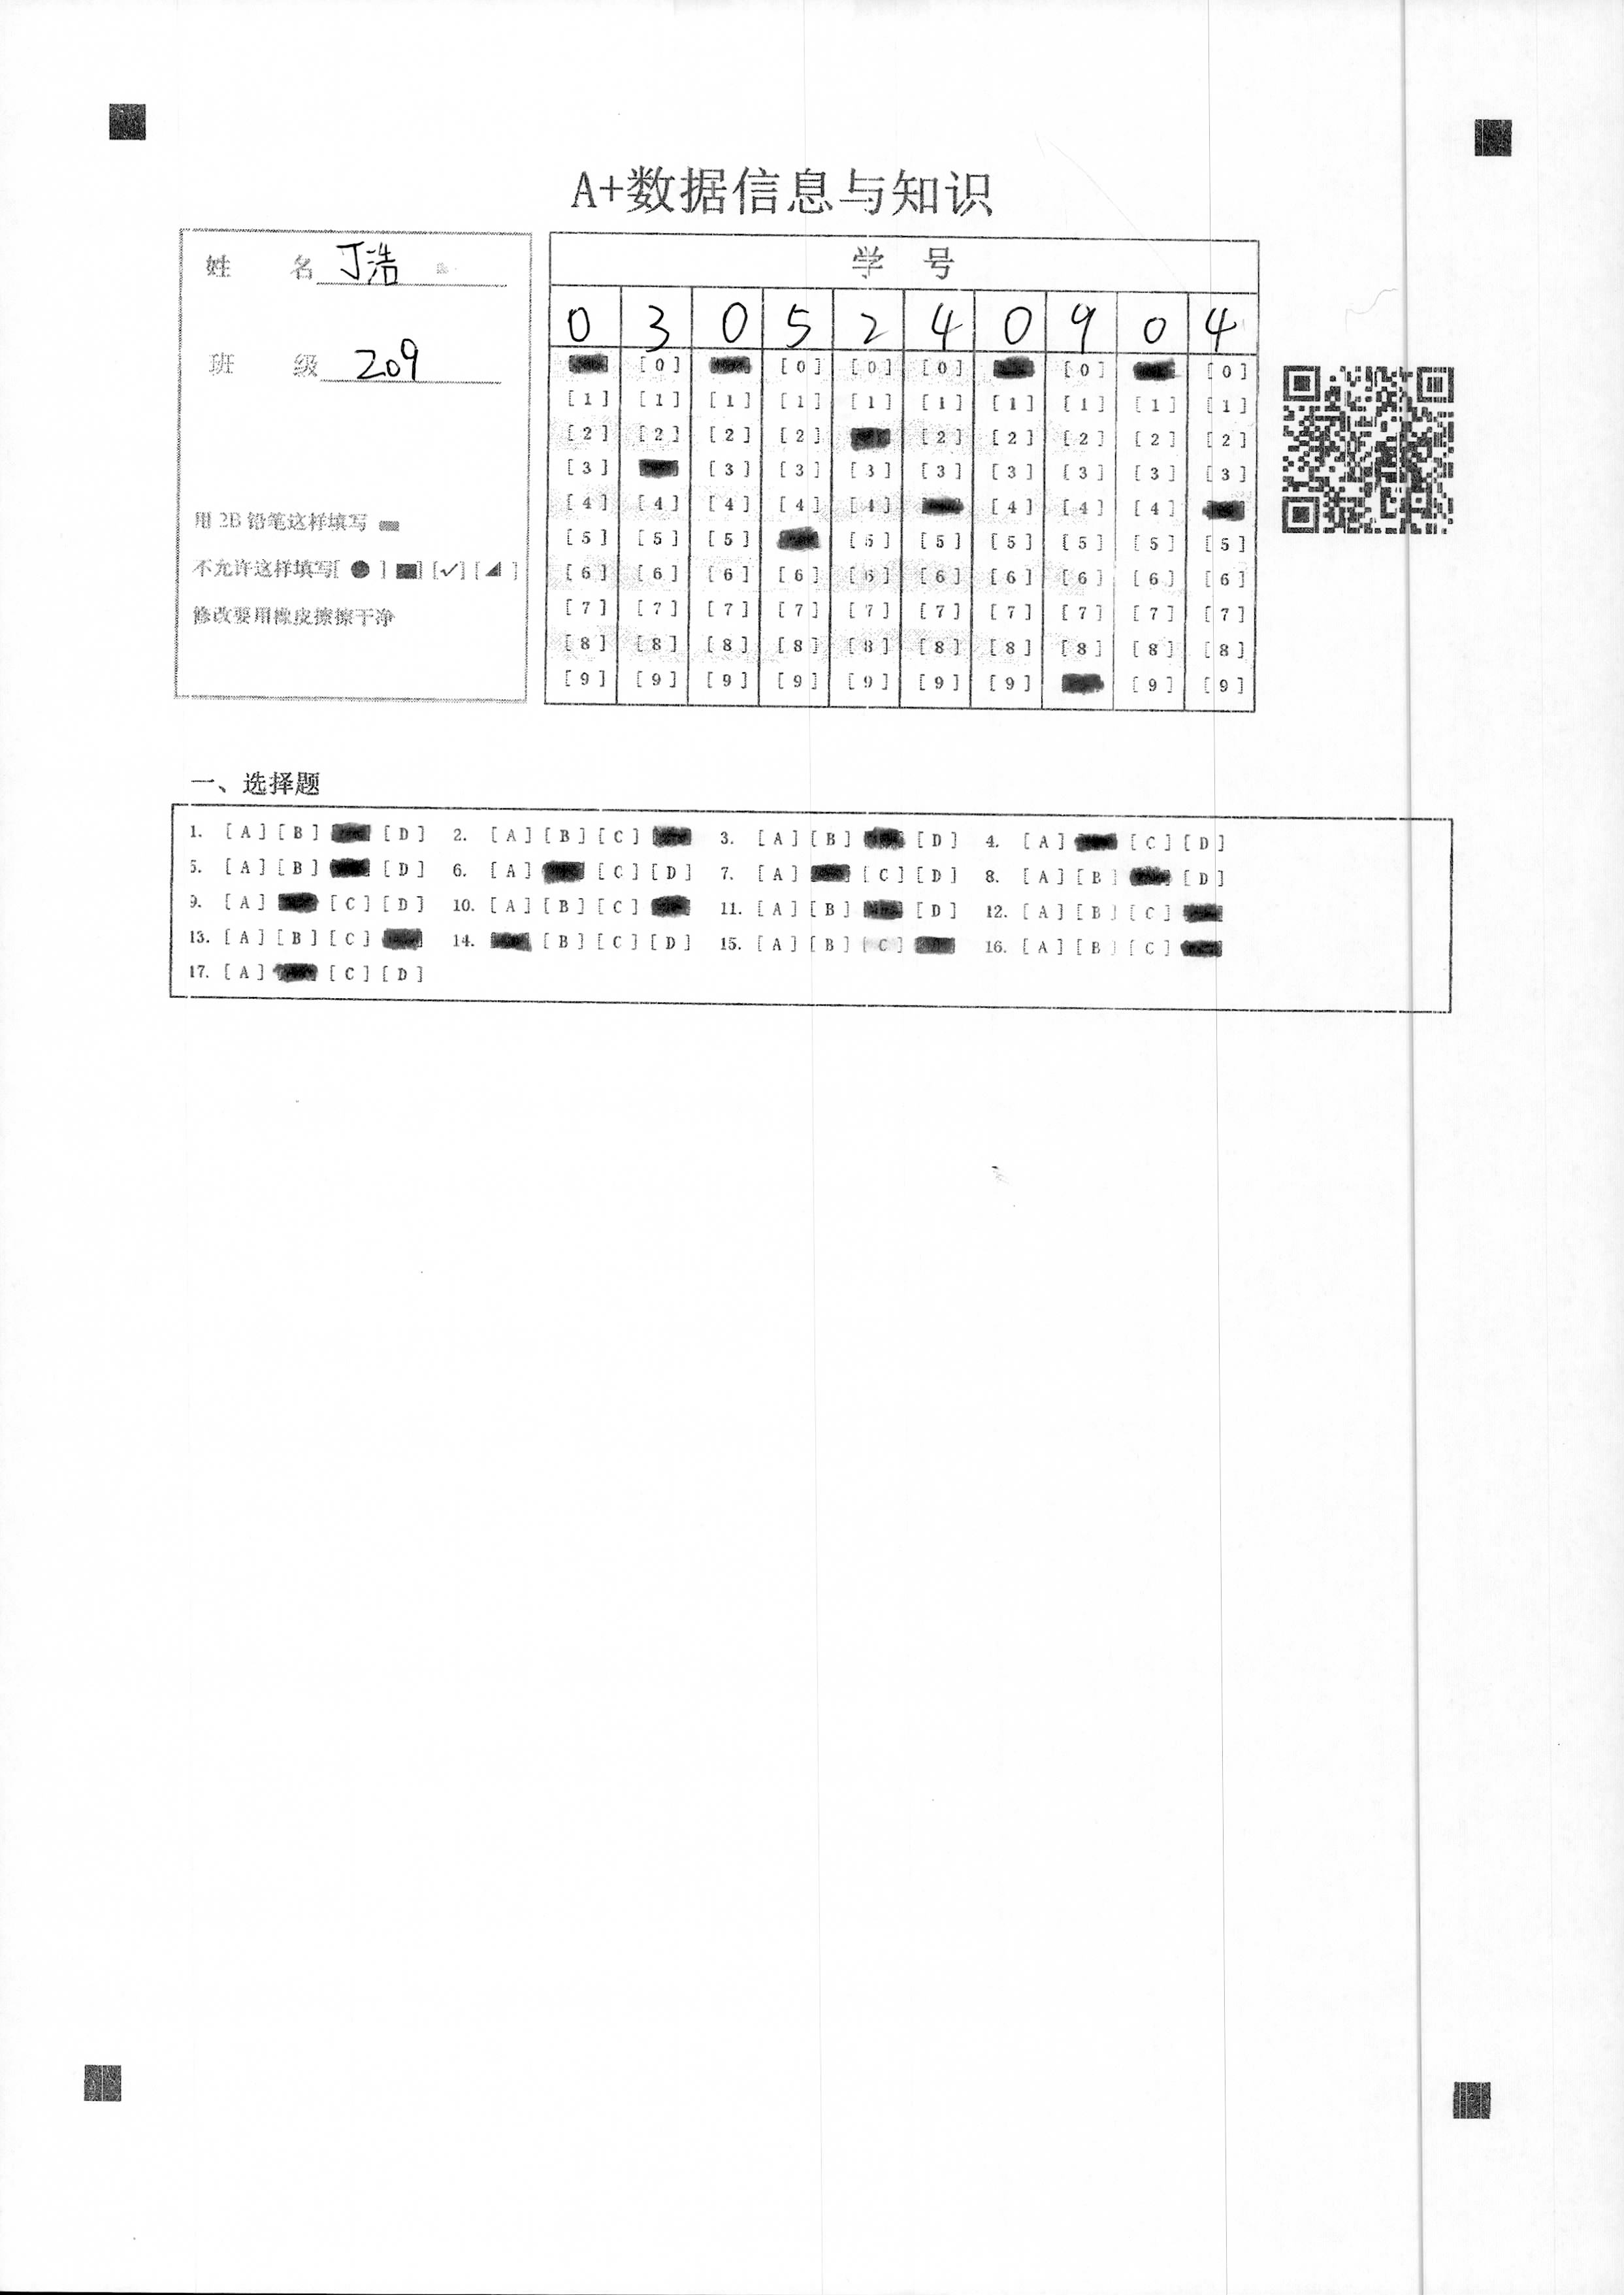 A+数据信息与知识
姓 名 丁浩
班 级 209
用 2B 铅笔这样填写
不允许这样填写[ ● ] [■] [✓] [◢ ]
修改要用橡皮擦擦干净
学 号
0 3 0 5 2 4 0 9 0 4
[0] [0] [0] [0] [0] [0]
[1] [1] [1] [1] [1] [1] [1] [1] [1] [1]
[2] [2] [2] [2] [2] [2] [2] [2] [2]
[3] [3] [3] [3] [3] [3] [3] [3] [3]
[4] [4] [4] [4] [4] [4] [4] [4]
[5] [5] [5] [5] [5] [5] [5] [5] [5]
[6] [6] [6] [6] [6] [6] [6] [6] [6] [6]
[7] [7] [7] [7] [7] [7] [7] [7] [7] [7]
[8] [8] [8] [8] [8] [8] [8] [8] [8] [8]
[9] [9] [9] [9] [9] [9] [9] [9] [9]
一、选择题
1. [A] [B] [D] 2. [A] [B] [C] 3. [A] [B] [D] 4. [A] [C] [D]
5. [A] [B] [D] 6. [A] [C] [D] 7. [A] [C] [D] 8. [A] [B] [D]
9. [A] [C] [D] 10. [A] [B] [C] 11. [A] [B] [D] 12. [A] [B] [C]
13. [A] [B] [C] 14. [B] [C] [D] 15. [A] [B] [C] 16. [A] [B] [C]
17. [A] [C] [D]